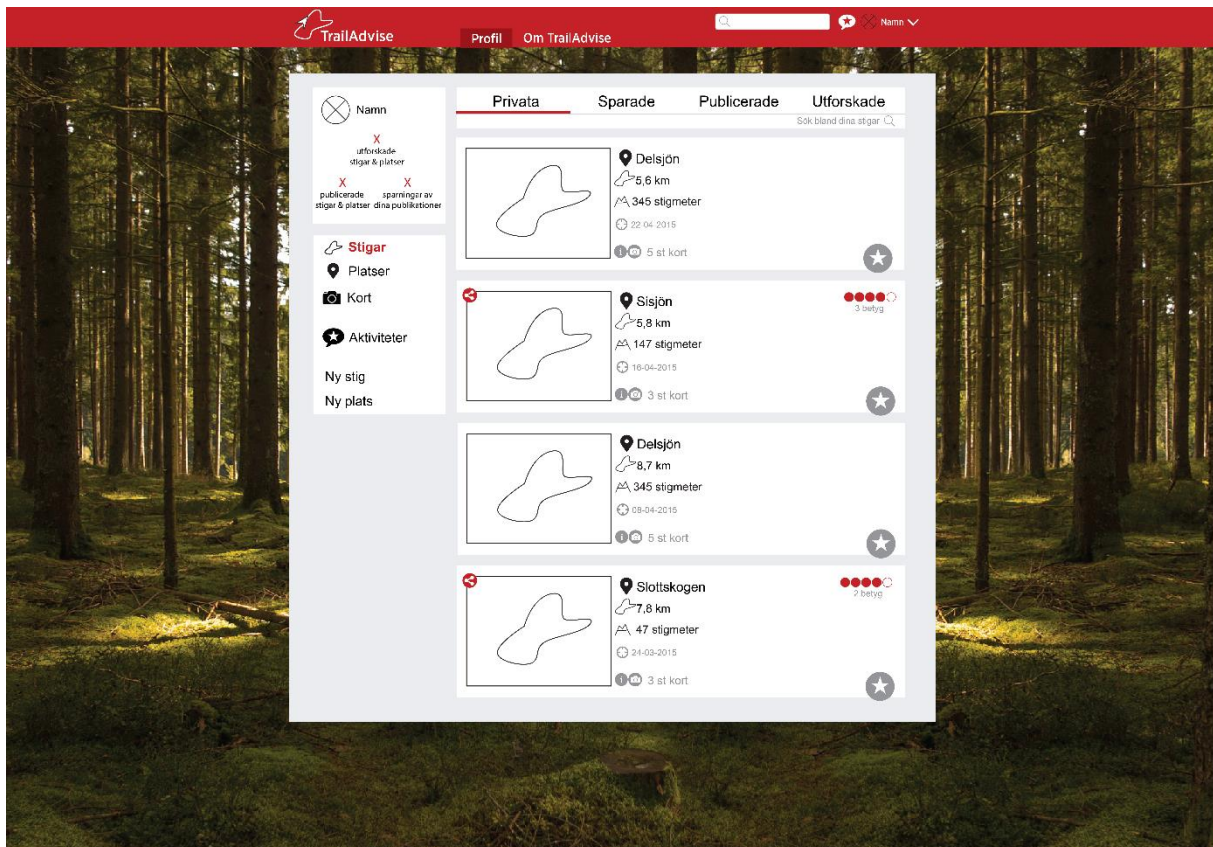 TrailAdvise
Profil Om TrailAdvise
Namn
Namn
X
utforskade
stigar & platser
X X
publicerade sparningar av
stigar & platser dina publikationer
Stigar
Platser
Kort
Aktiviteter
Ny stig
Ny plats
Privata Sparade Publicerade Utforskade
Sök bland dina stigar
Delsjön
5,6 km
345 stigmeter
22-04-2015
5 st kort
Sisjön
5,8 km
147 stigmeter
16-04-2015
3 st kort
3 betyg
Delsjön
8,7 km
345 stigmeter
08-04-2015
5 st kort
Slottskogen
7,8 km
47 stigmeter
24-03-2015
3 st kort
2 betyg